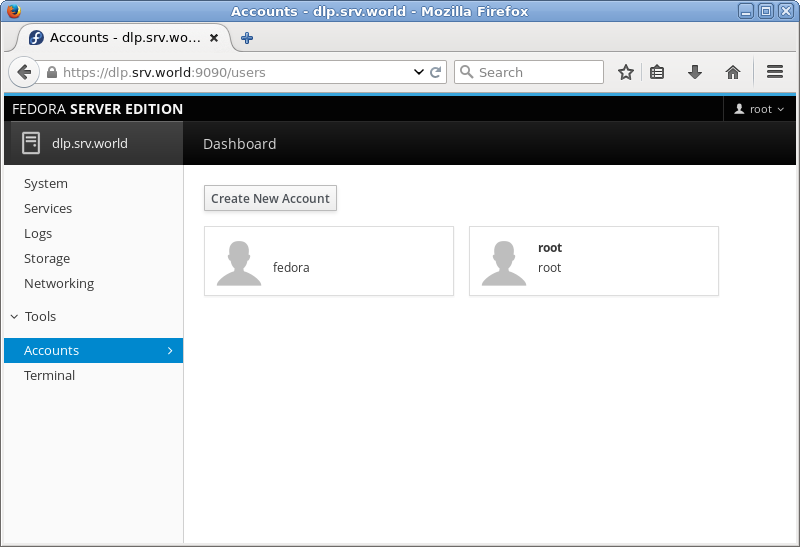 Accounts - dlp.srv.world - Mozilla Firefox
Accounts - dlp.srv.wo...
https://dlp.srv.world:9090/users
Search
FEDORA SERVER EDITION
root
dlp.srv.world
Dashboard
System
Services
Logs
Storage
Networking
Tools
Accounts
Terminal
Create New Account
fedora
root
root